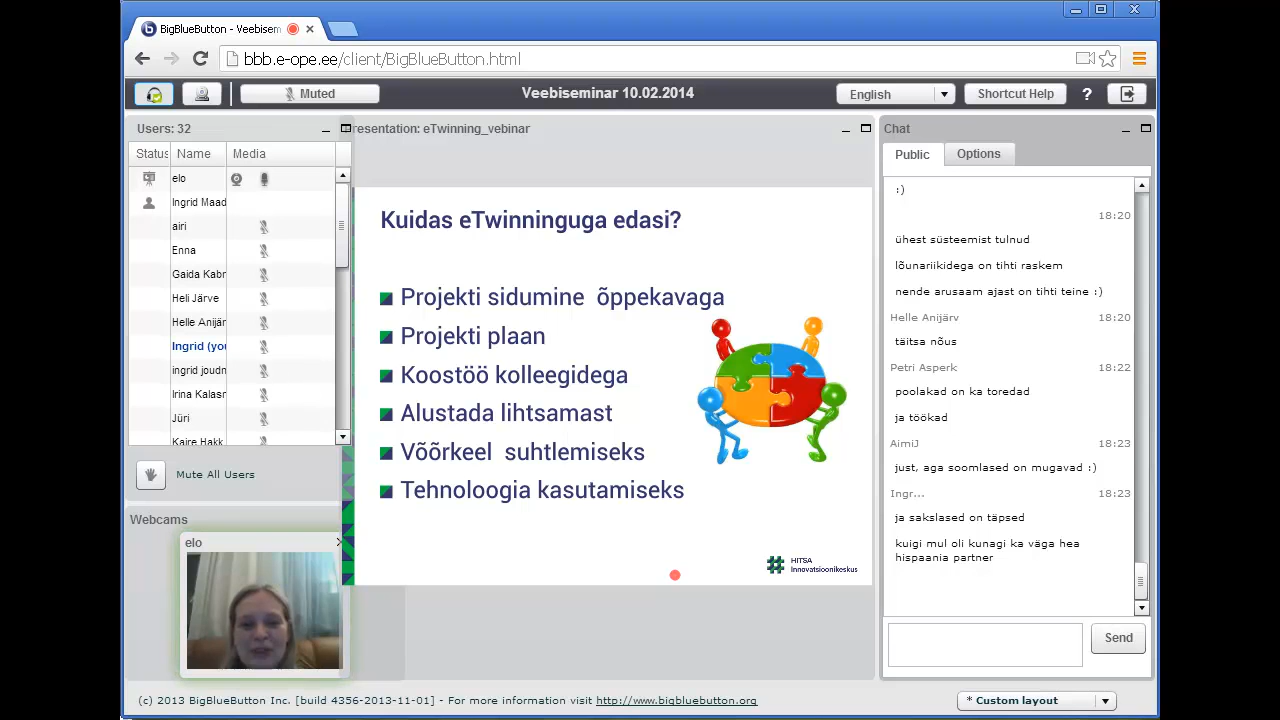 BigBlueButton - Veebisem
bbb.e-ope.ee/client/BigBlueButton.html
Muted
Veebiseminar 10.02.2014
English
Shortcut Help
?
Users: 32
Status Name Media
elo
Ingrid Maad
airi
Enna
Gaida Kabr
Heli Järve
Helle Anijär
Ingrid (you
ingrid joudn
Irina Kalasn
Jüri
Kaire Hakk
Mute All Users
Webcams
elo
resentation: eTwinning_vebinar
Kuidas eTwinninguga edasi?
Projekti sidumine õppekavaga
Projekti plaan
Koostöö kolleegidega
Alustada lihtsamast
Võõrkeel suhtlemiseks
Tehnoloogia kasutamiseks
HITSA
Innovatsioonikeskus
Chat
Public Options
:)
18:20
ühest süsteemist tulnud
lõunariikidega on tihti raskem
nende arusaam ajast on tihti teine :)
Helle Anijärv 18:20
täitsa nõus
Petri Asperk 18:22
poolakad on ka toredad
ja töökad
AimiJ 18:23
just, aga soomlased on mugavad :)
Ingr... 18:23
ja sakslased on täpsed
kuigi mul oli kunagi ka väga hea
hispaania partner
Send
(c) 2013 BigBlueButton Inc. [build 4356-2013-11-01] - For more information visit http://www.bigbluebutton.org
* Custom layout